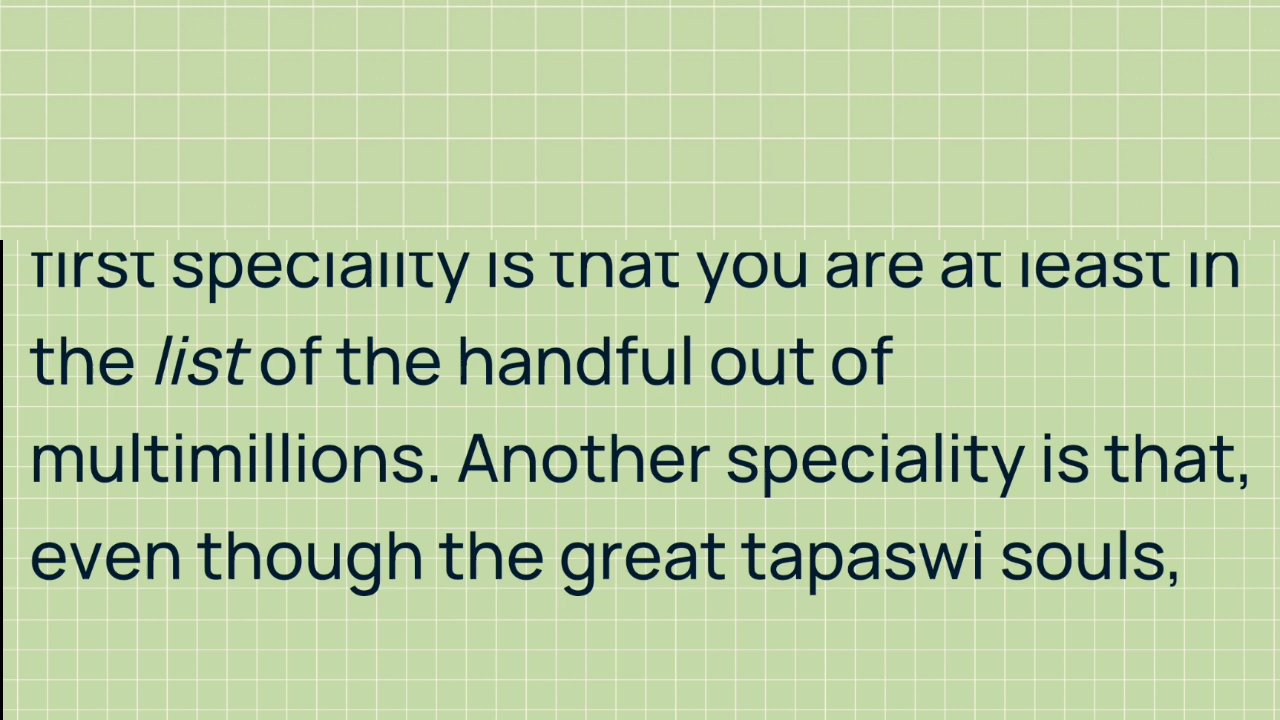 first speciality is that you are at least in
the list of the handful out of
multimillions. Another speciality is that,
even though the great tapaswi souls,